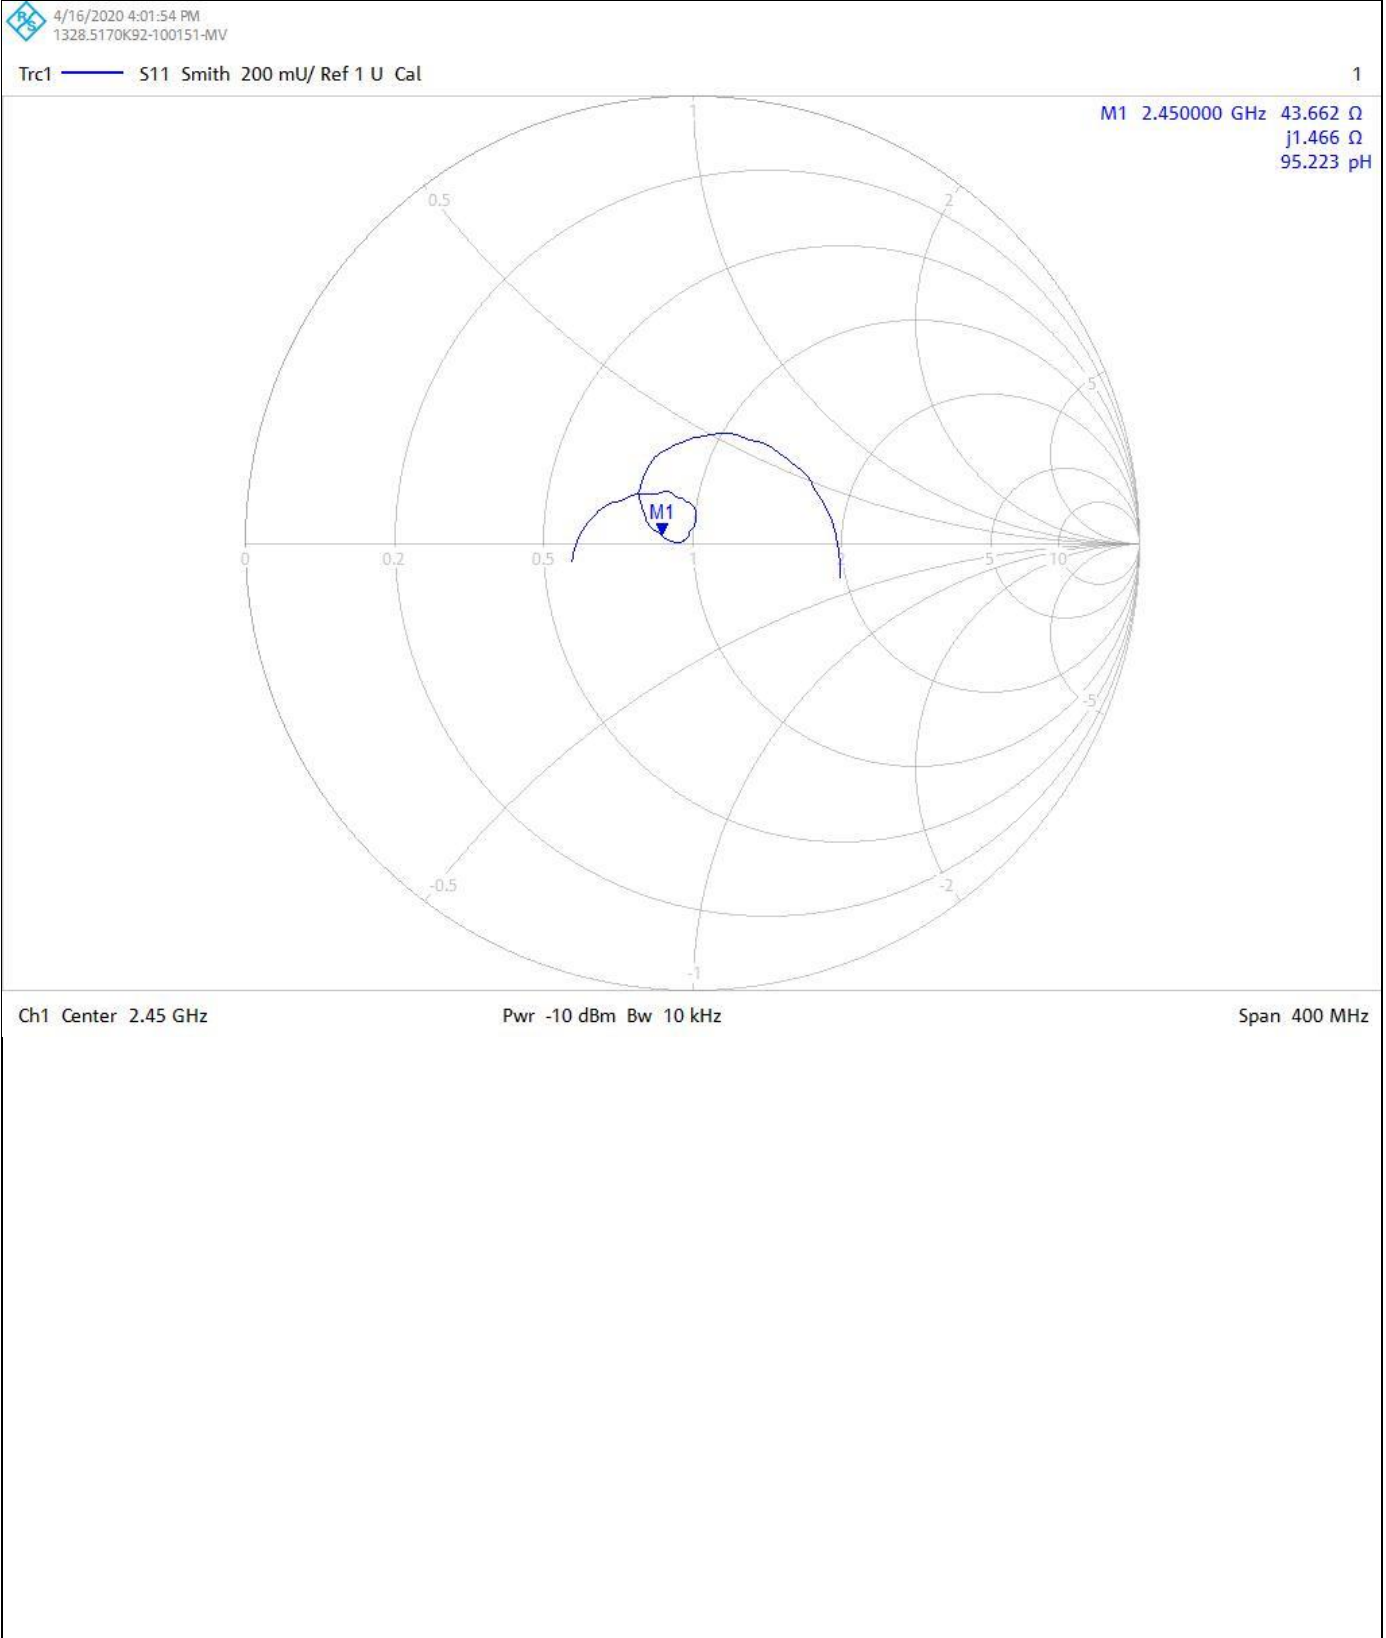 R&S
4/16/2020 4:01:54 PM
1328.5170K92-100151-MV
Trc1 S11 Smith 200 mU/ Ref 1 U Cal 1
M1 2.450000 GHz 43.662 Ω
j1.466 Ω
95.223 pH
1
0.5
2
5
M1
0 0.2 0.5 1 5 10
-5
-0.5
-2
-1
Ch1 Center 2.45 GHz Pwr -10 dBm Bw 10 kHz Span 400 MHz